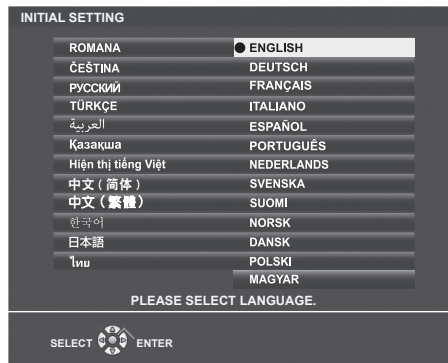 INITIAL SETTING
ROMANA
ČEŠTINA
РУССКИЙ
TÜRKÇE
العربية
Қазақша
Hiện thị tiếng Việt
中文 ( 简体 )
中文 ( 繁體 )
한국어
日本語
ไทย
ENGLISH
DEUTSCH
FRANÇAIS
ITALIANO
ESPAÑOL
PORTUGUÊS
NEDERLANDS
SVENSKA
SUOMI
NORSK
DANSK
POLSKI
MAGYAR
PLEASE SELECT LANGUAGE.
SELECT ENTER